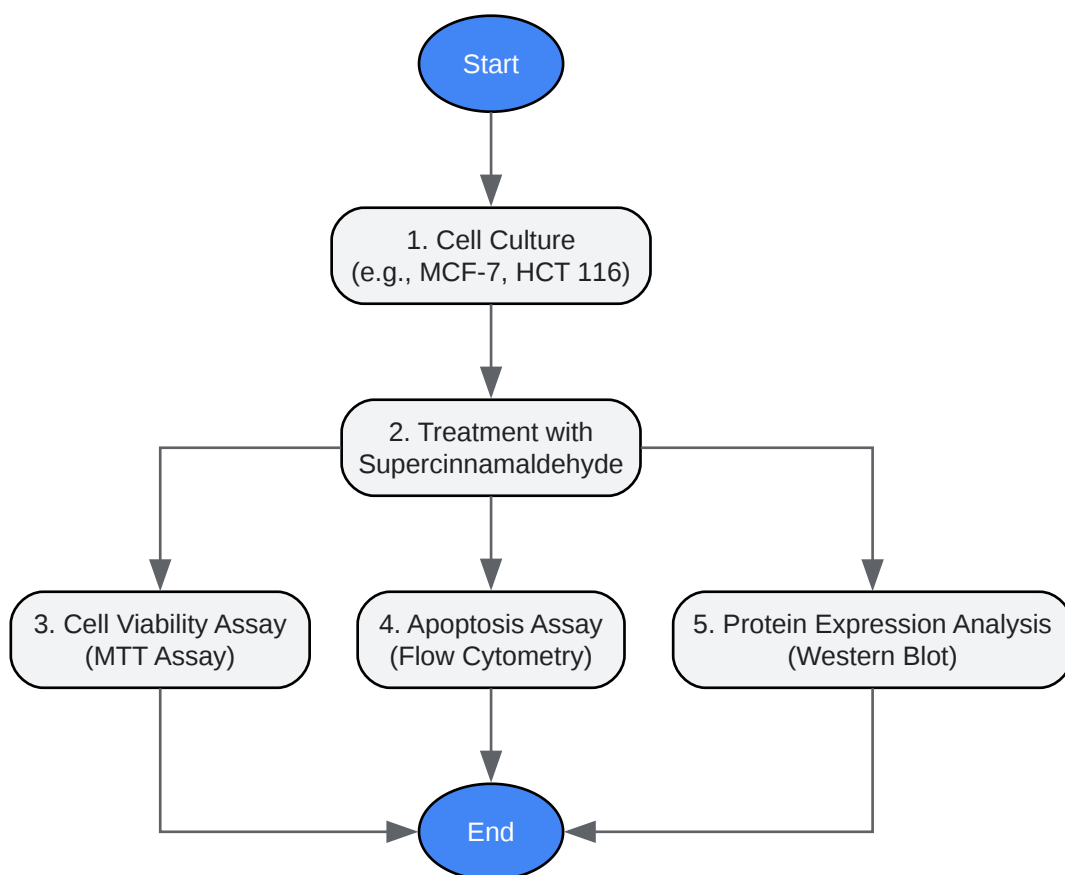 Start
1. Cell Culture
(e.g., MCF-7, HCT 116)
2. Treatment with
Supercinnamaldehyde
3. Cell Viability Assay
(MTT Assay)
4. Apoptosis Assay
(Flow Cytometry)
5. Protein Expression Analysis
(Western Blot)
End